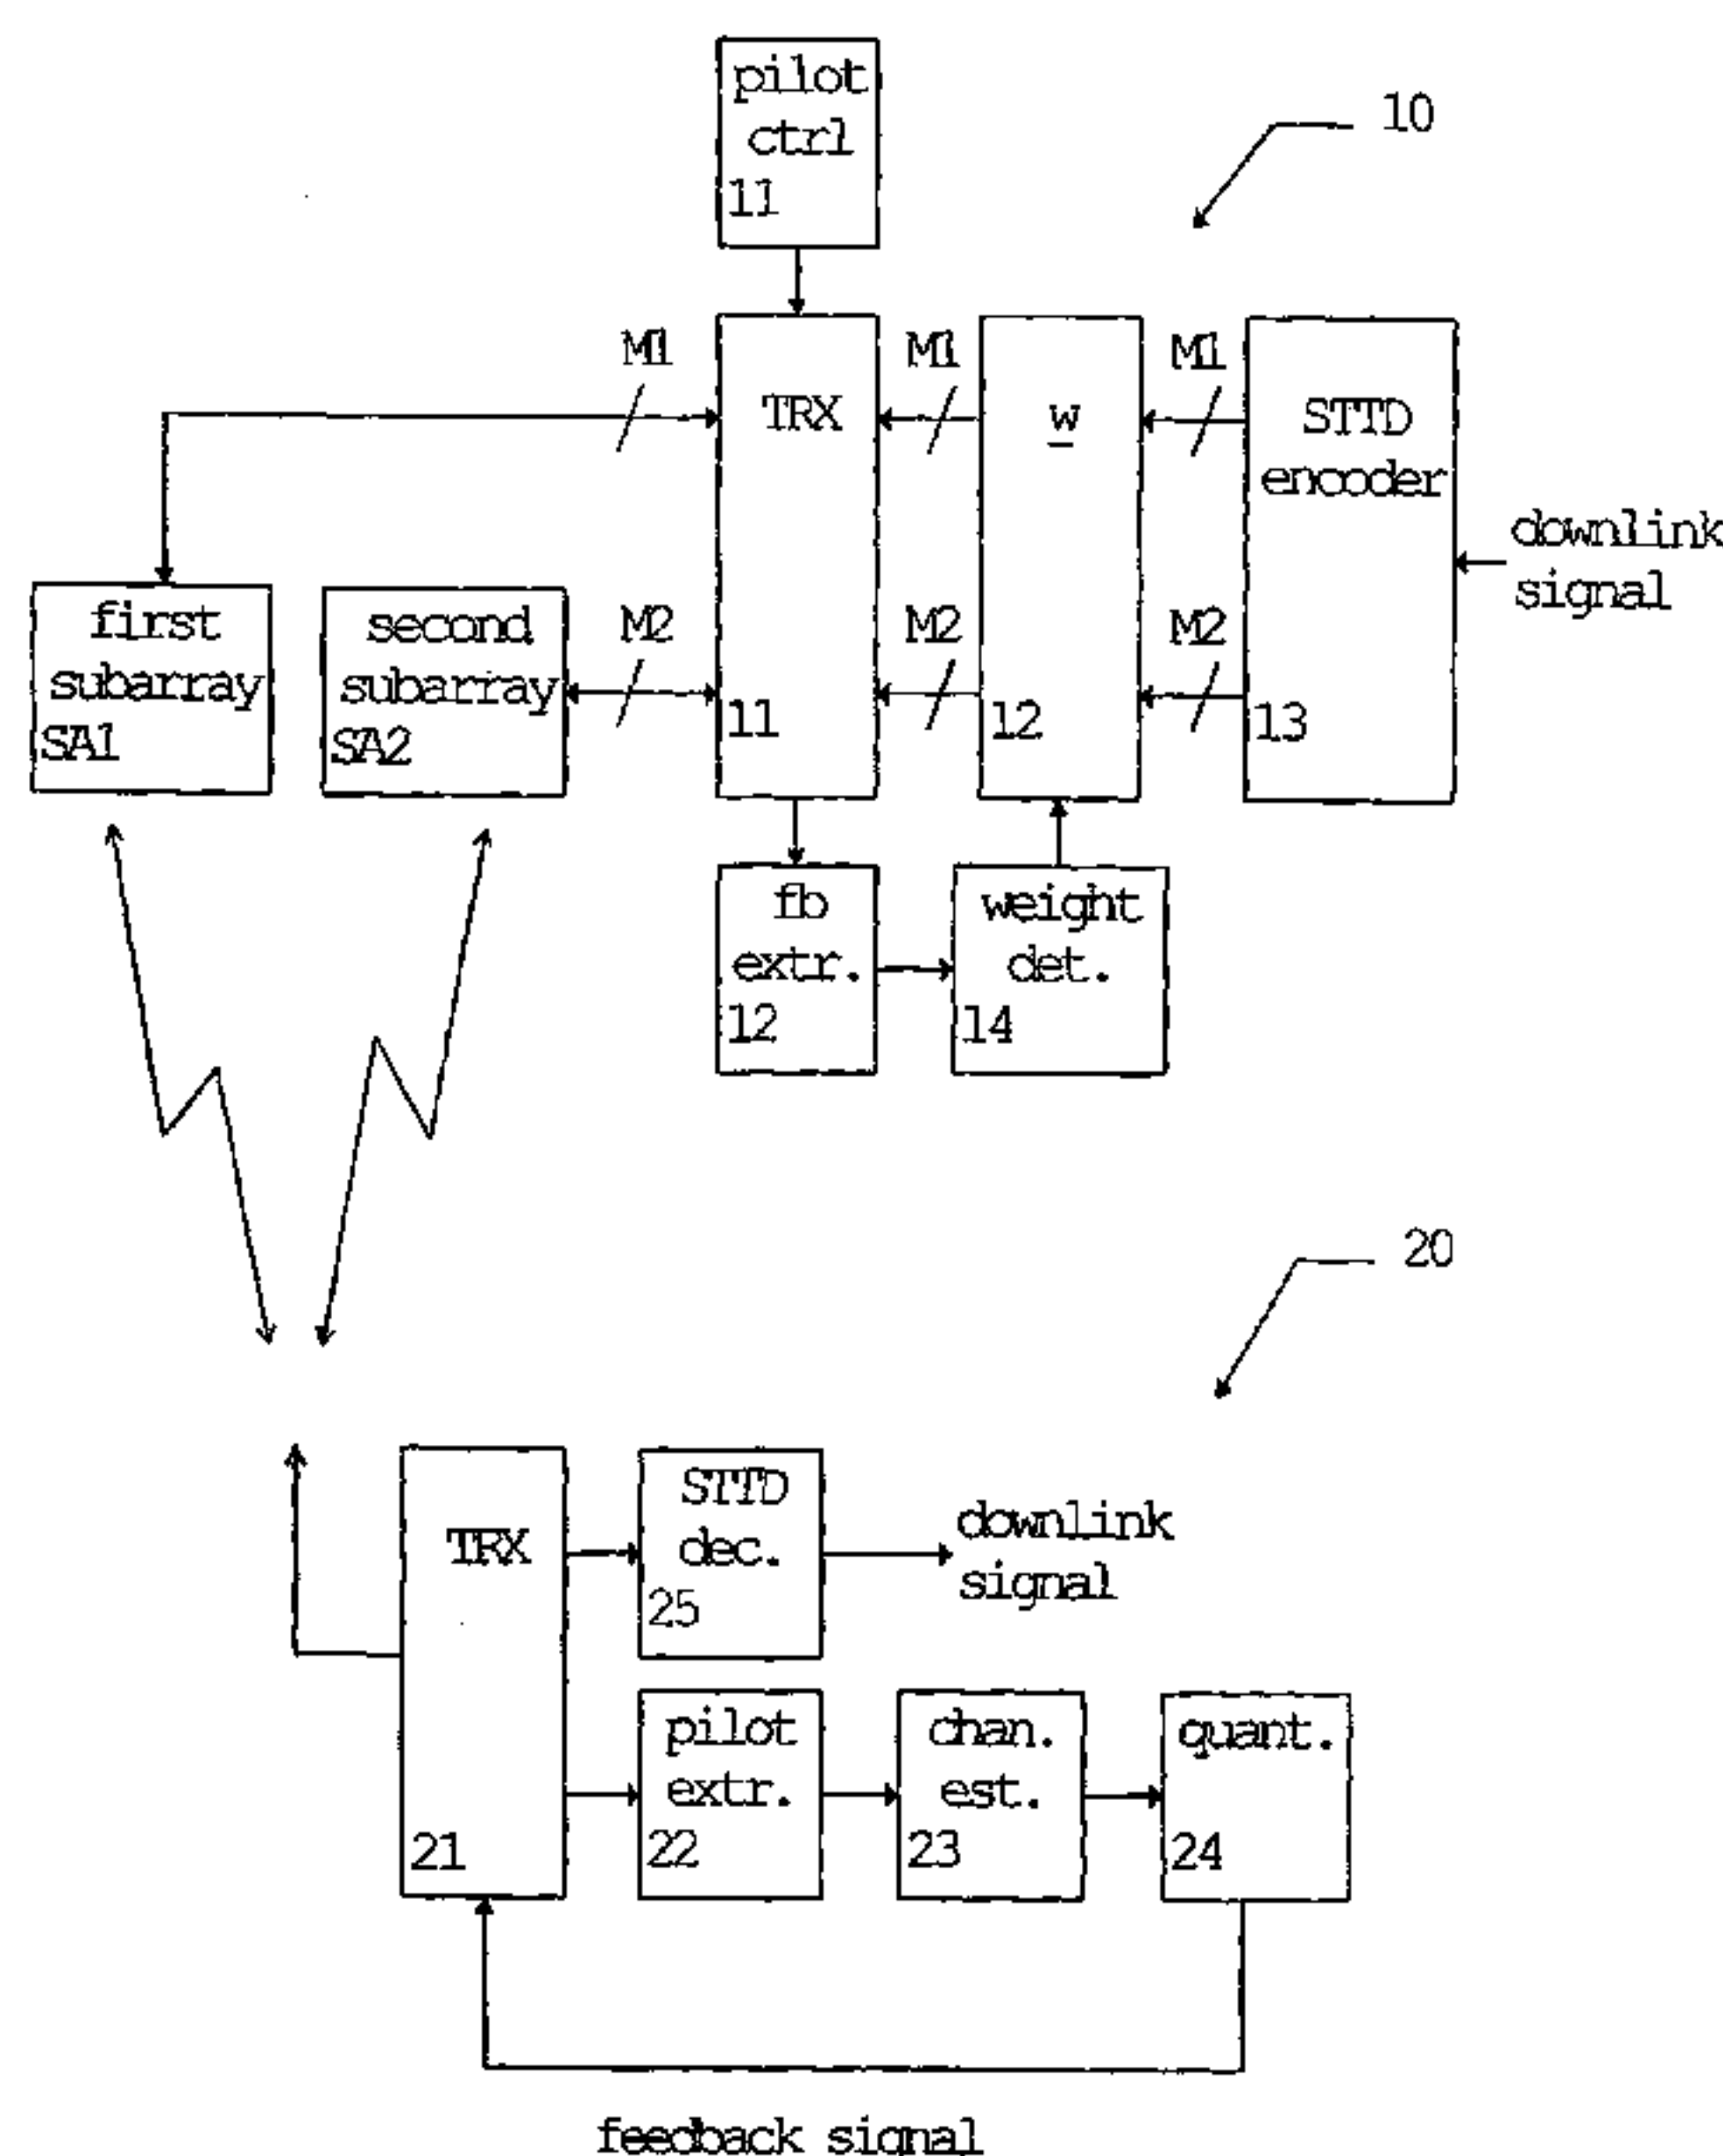 pilot
ctrl
11
10
M1
M1
M1
TRX
w
STTD
encoder
downlink
signal
first
subarray
SA1
second
subarray
SA2
M2
M2
M2
11
12
13
fb
extr.
12
weight
det.
14
20
TRX
21
STTD
dec.
25
downlink
signal
pilot
extr.
22
chan.
est.
23
quant.
24
feedback signal